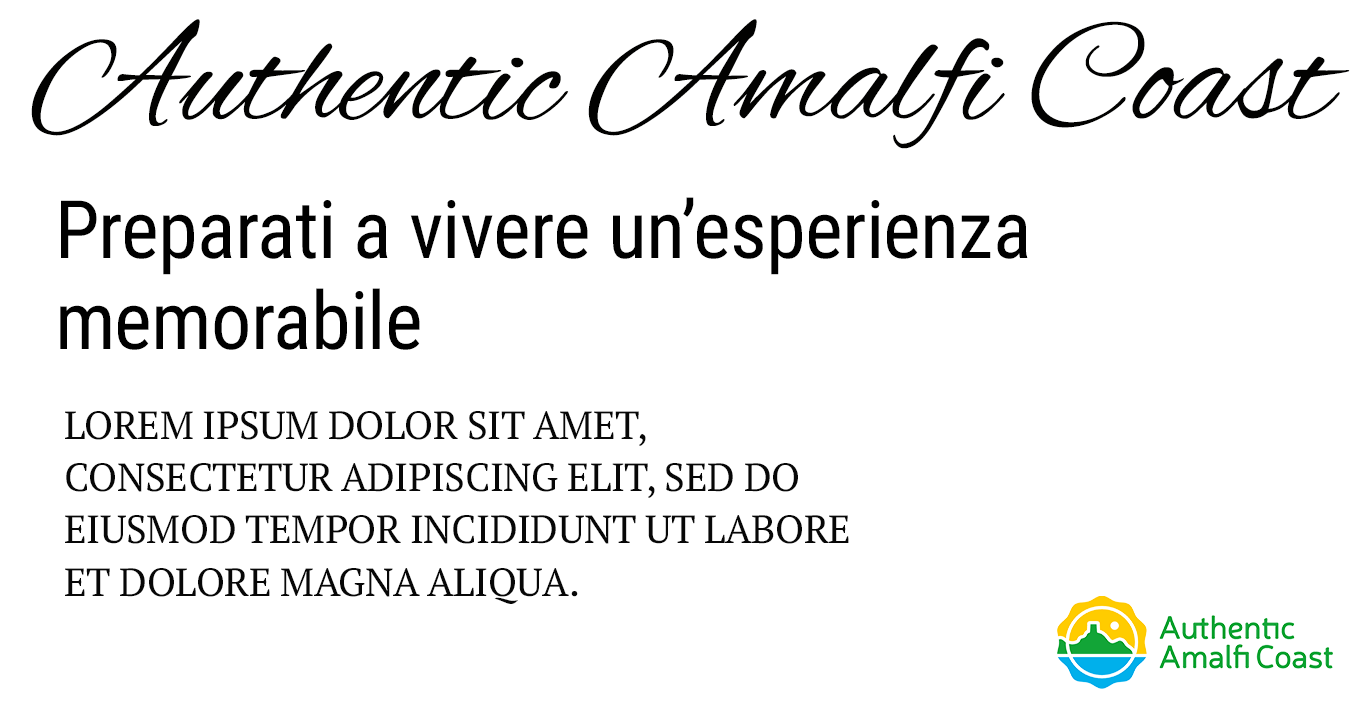 Authentic Amalfi Coast
Preparati a vivere un’esperienza
memorabile
LOREM IPSUM DOLOR SIT AMET,
CONSECTETUR ADIPISCING ELIT, SED DO
EIUSMOD TEMPOR INCIDIDUNT UT LABORE
ET DOLORE MAGNA ALIQUA.
Authentic
Amalfi Coast